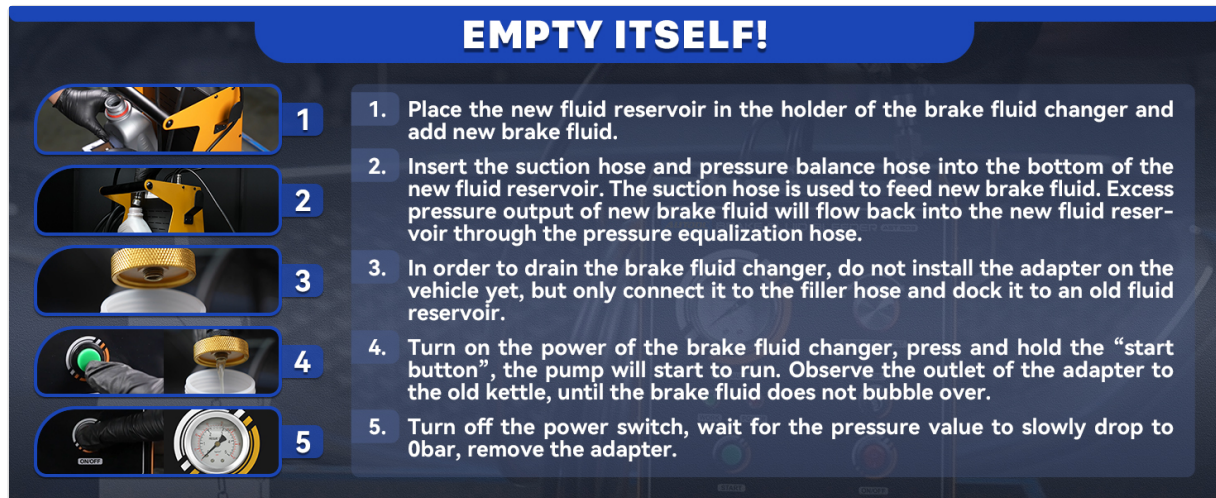 EMPTY ITSELF!
1
1. Place the new fluid reservoir in the holder of the brake fluid changer and
add new brake fluid.
2
2. Insert the suction hose and pressure balance hose into the bottom of the
new fluid reservoir. The suction hose is used to feed new brake fluid. Excess
pressure output of new brake fluid will flow back into the new fluid reser-
voir through the pressure equalization hose.
3
3. In order to drain the brake fluid changer, do not install the adapter on the
vehicle yet, but only connect it to the filler hose and dock it to an old fluid
reservoir.
4
4. Turn on the power of the brake fluid changer, press and hold the “start
button”, the pump will start to run. Observe the outlet of the adapter to
the old kettle, until the brake fluid does not bubble over.
5
5. Turn off the power switch, wait for the pressure value to slowly drop to
0bar, remove the adapter.
ON/OFF
START
ON/OFF